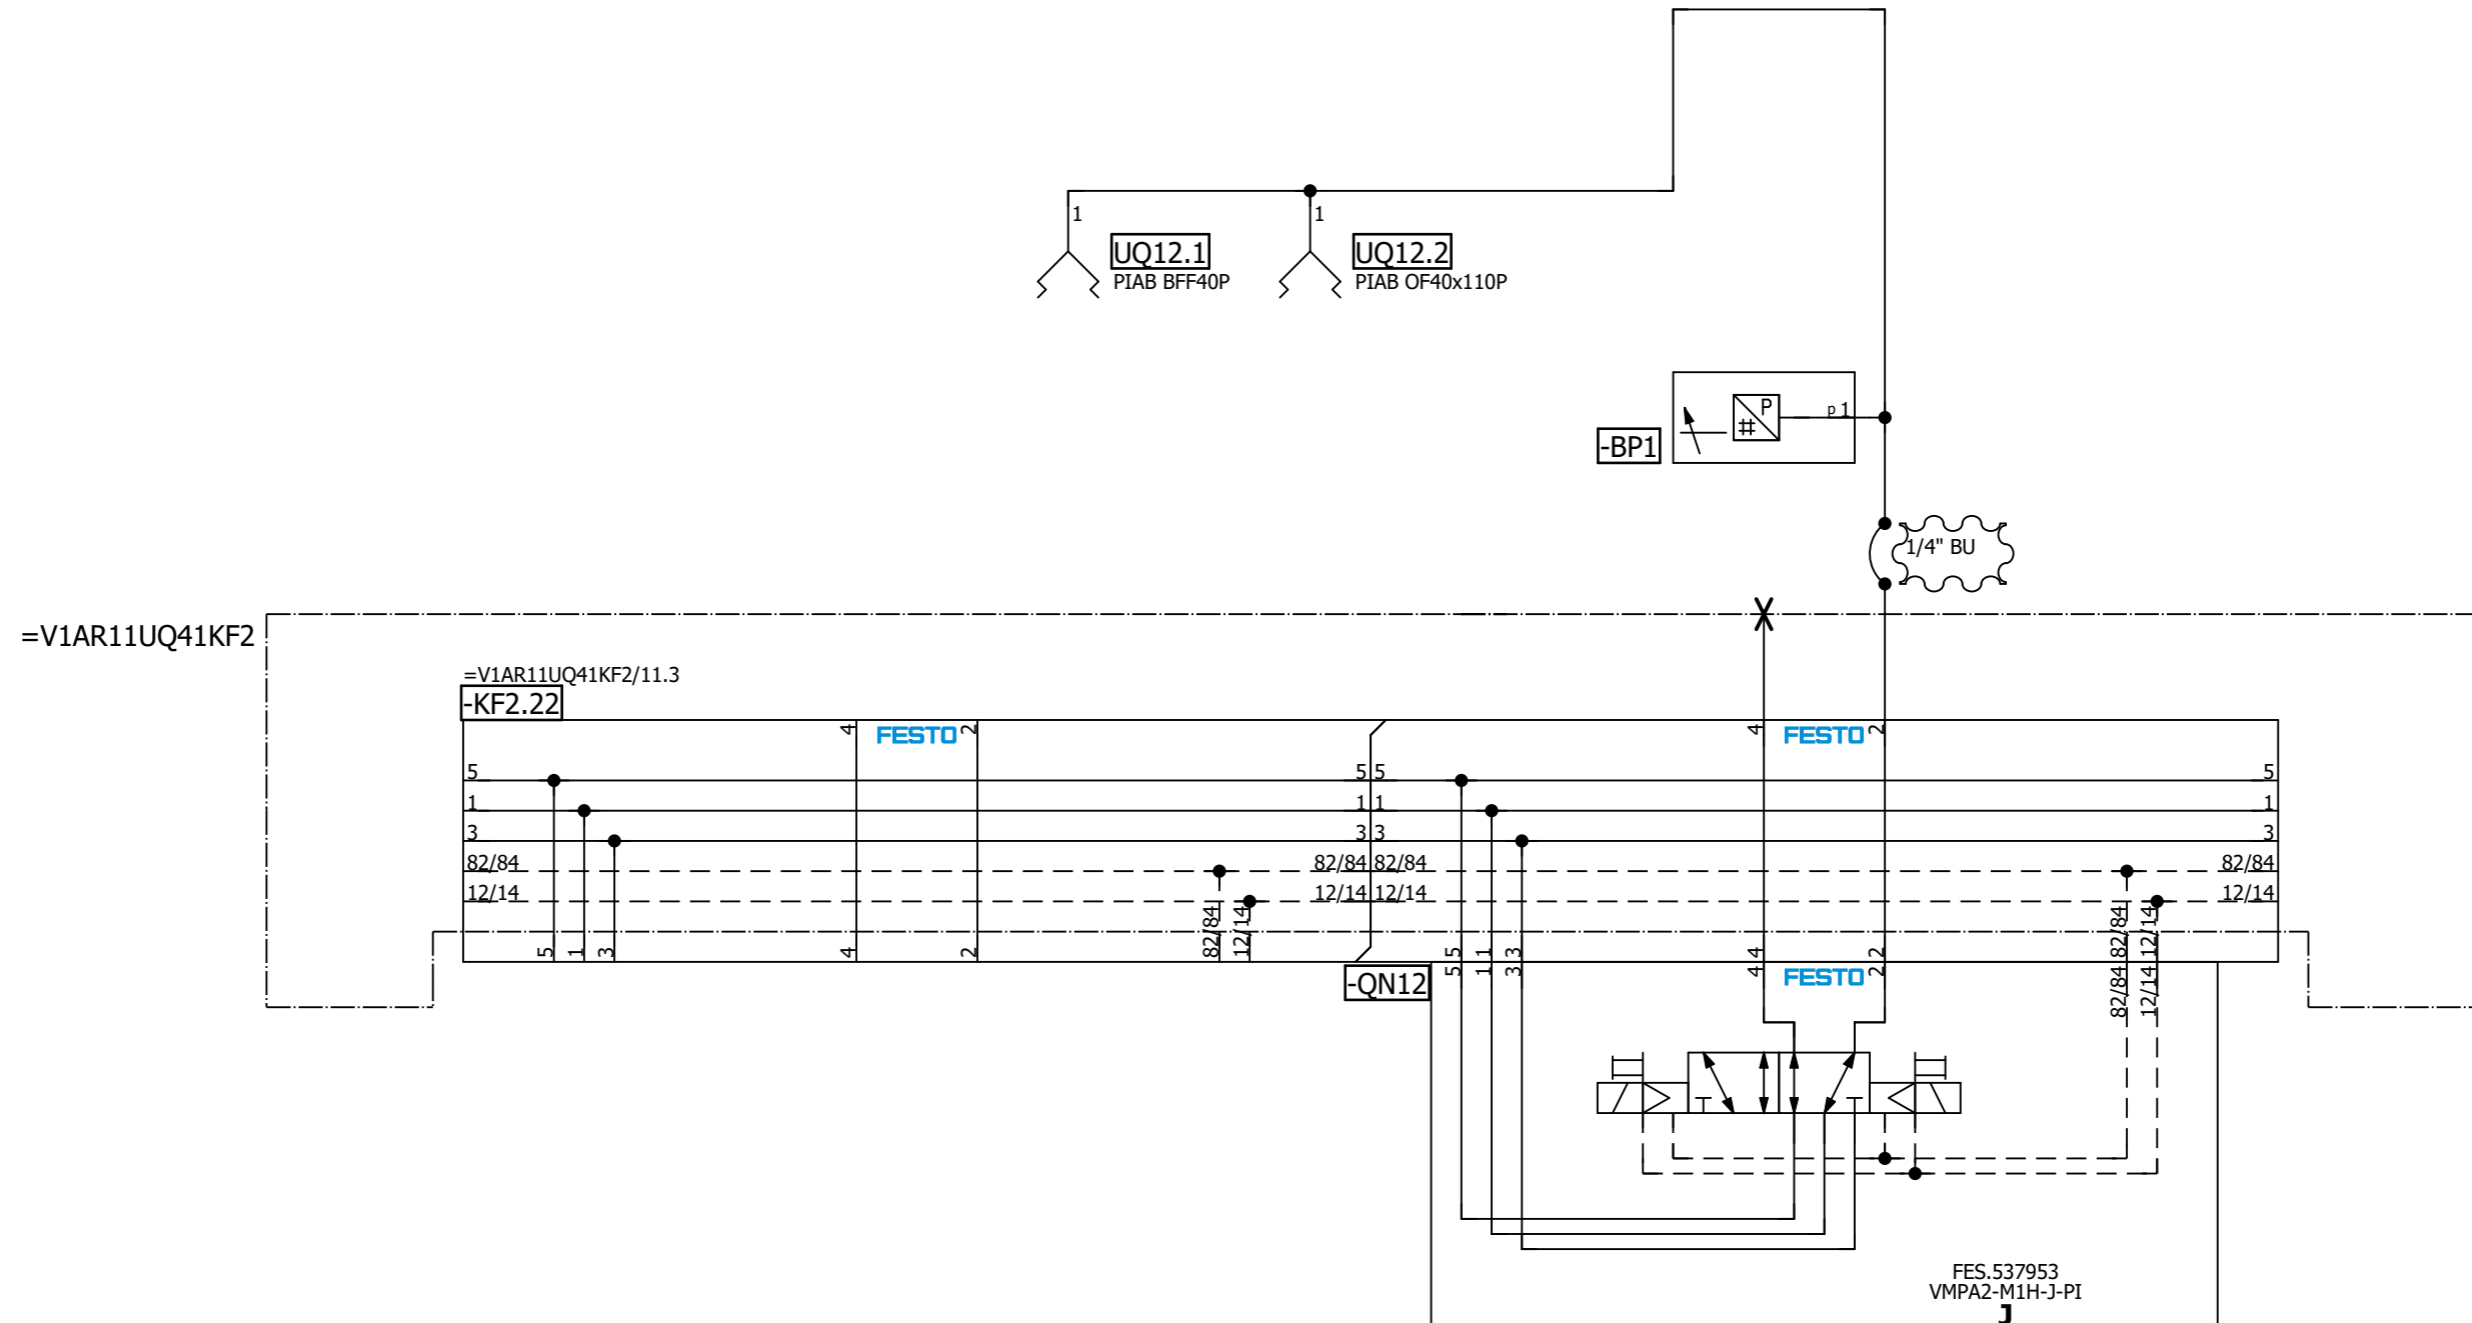 1
1
UQ12.1
PIAB BFF40P
UQ12.2
PIAB OF40x110P
P
#
p 1
-BP1
1/4" BU
=V1AR11UQ41KF2
=V1AR11UQ41KF2/11.3
-KF2.22
4 FESTO 2
4 FESTO 2
5 5 5 5
1 1 1 1
3 3 3 3
82/84 82/84 82/84 82/84
12/14 12/14 12/14 12/14
5 1 3 4 2 82/84 12/14
5 1 3 4 2 82/84 12/14
-QN12
5 1 3 4 FESTO 2 82/84 12/14
FES.537953
VMPA2-M1H-J-PI
J